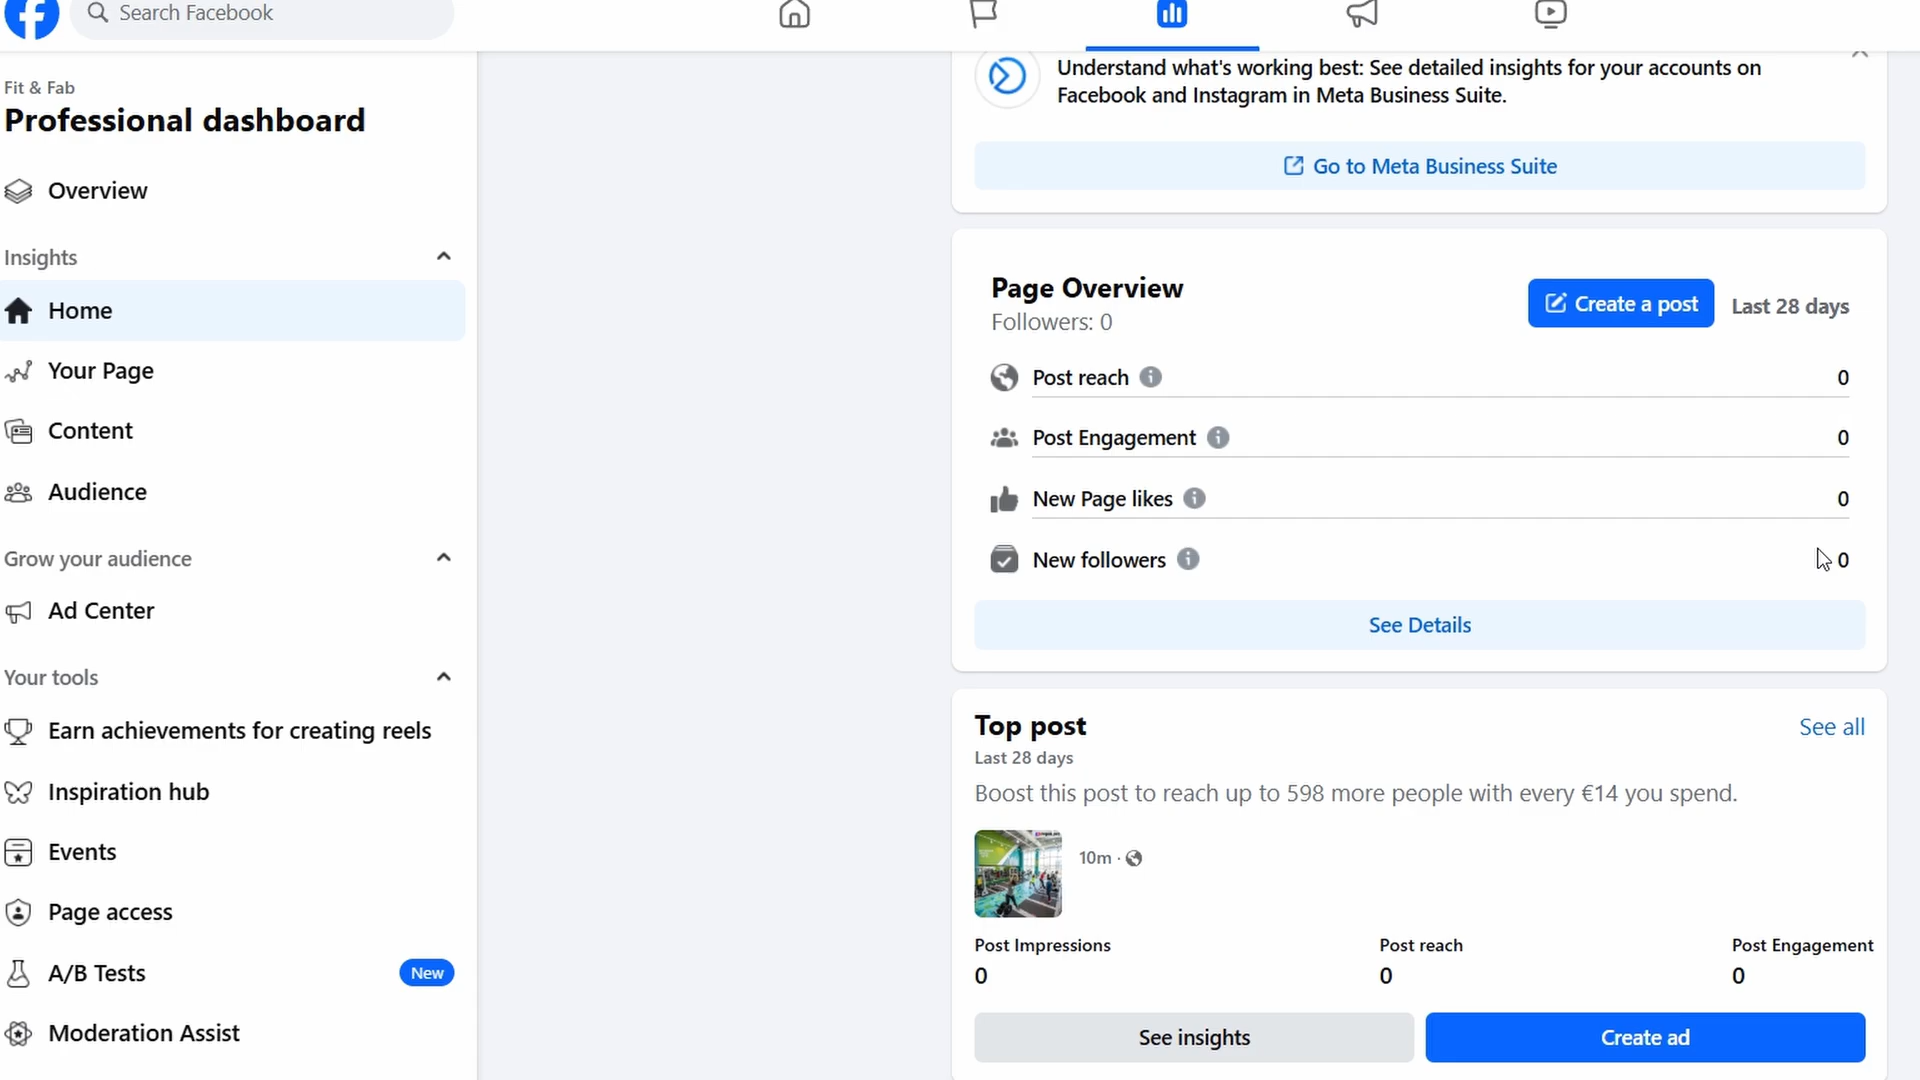 Search Facebook
Fit & Fab
Professional dashboard
Overview
Insights
Home
Your Page
Content
Audience
Grow your audience
Ad Center
Your tools
Earn achievements for creating reels
Inspiration hub
Events
Page access
A/B Tests
New
Moderation Assist
Understand what's working best: See detailed insights for your accounts on
Facebook and Instagram in Meta Business Suite.
Go to Meta Business Suite
Page Overview
Followers: 0
Create a post
Last 28 days
Post reach 0
Post Engagement 0
New Page likes 0
New followers 0
See Details
Top post
See all
Last 28 days
Boost this post to reach up to 598 more people with every €14 you spend.
10m ·
Post Impressions Post reach Post Engagement
0 0 0
See insights
Create ad